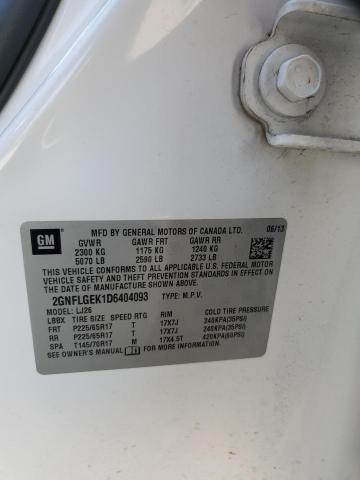 GM
MFD BY GENERAL MOTORS OF CANADA LTD. 06/13
GVWR GAWR FRT GAWR RR
2300 KG 1175 KG 1240 KG
5070 LB 2590 LB 2733 LB
THIS VEHICLE CONFORMS TO ALL APPLICABLE U.S. FEDERAL MOTOR
VEHICLE SAFETY AND THEFT PREVENTION STANDARDS IN EFFECT ON
THE DATE OF MANUFACTURE SHOWN ABOVE.
2GNFLGEK1D6404093 TYPE: M.P.V.
MODEL: LJ26
LBBX TIRE SIZE SPEED RTG RIM COLD TIRE PRESSURE
FRT P225/65R17 T 17X7J 240KPA(35PSI)
RR P225/65R17 T 17X7J 240KPA(35PSI)
SPA T145/70R17 M 17X4.5T 420KPA(60PSI)
SEE OWNER'S MANUAL FOR MORE INFORMATION.